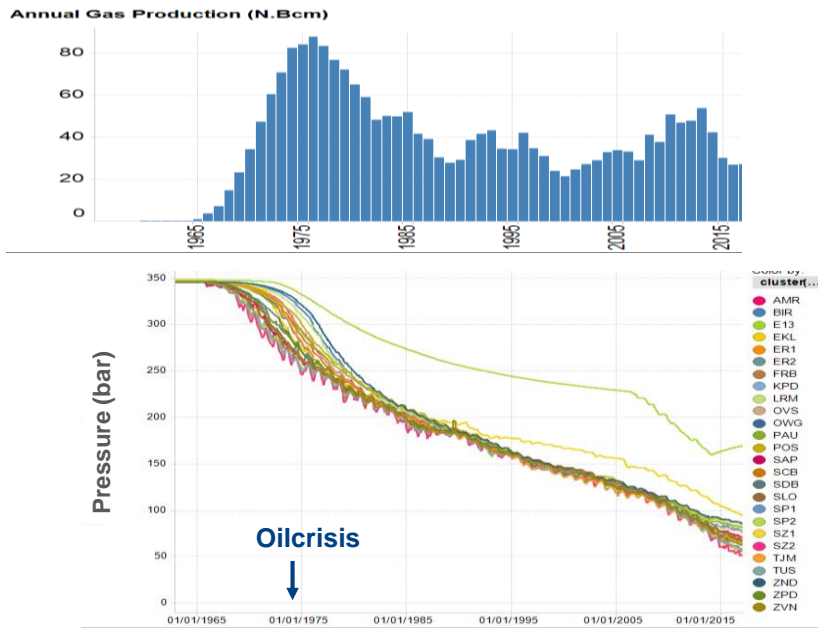 Annual Gas Production (N.Bcm)
80
60
40
20
0
1965
1975
1985
1995
2005
2015
cluster(...
350
300
250
200
150
100
50
0
Pressure (bar)
Oilcrisis
01/01/1965
01/01/1975
01/01/1985
01/01/1995
01/01/2005
01/01/2015
AMR
BIR
E13
EKL
ER1
ER2
FRB
KPD
LRM
OVS
OWG
PAU
POS
SAP
SCB
SDB
SLO
SP1
SP2
SZ1
SZ2
TJM
TUS
ZND
ZPD
ZVN